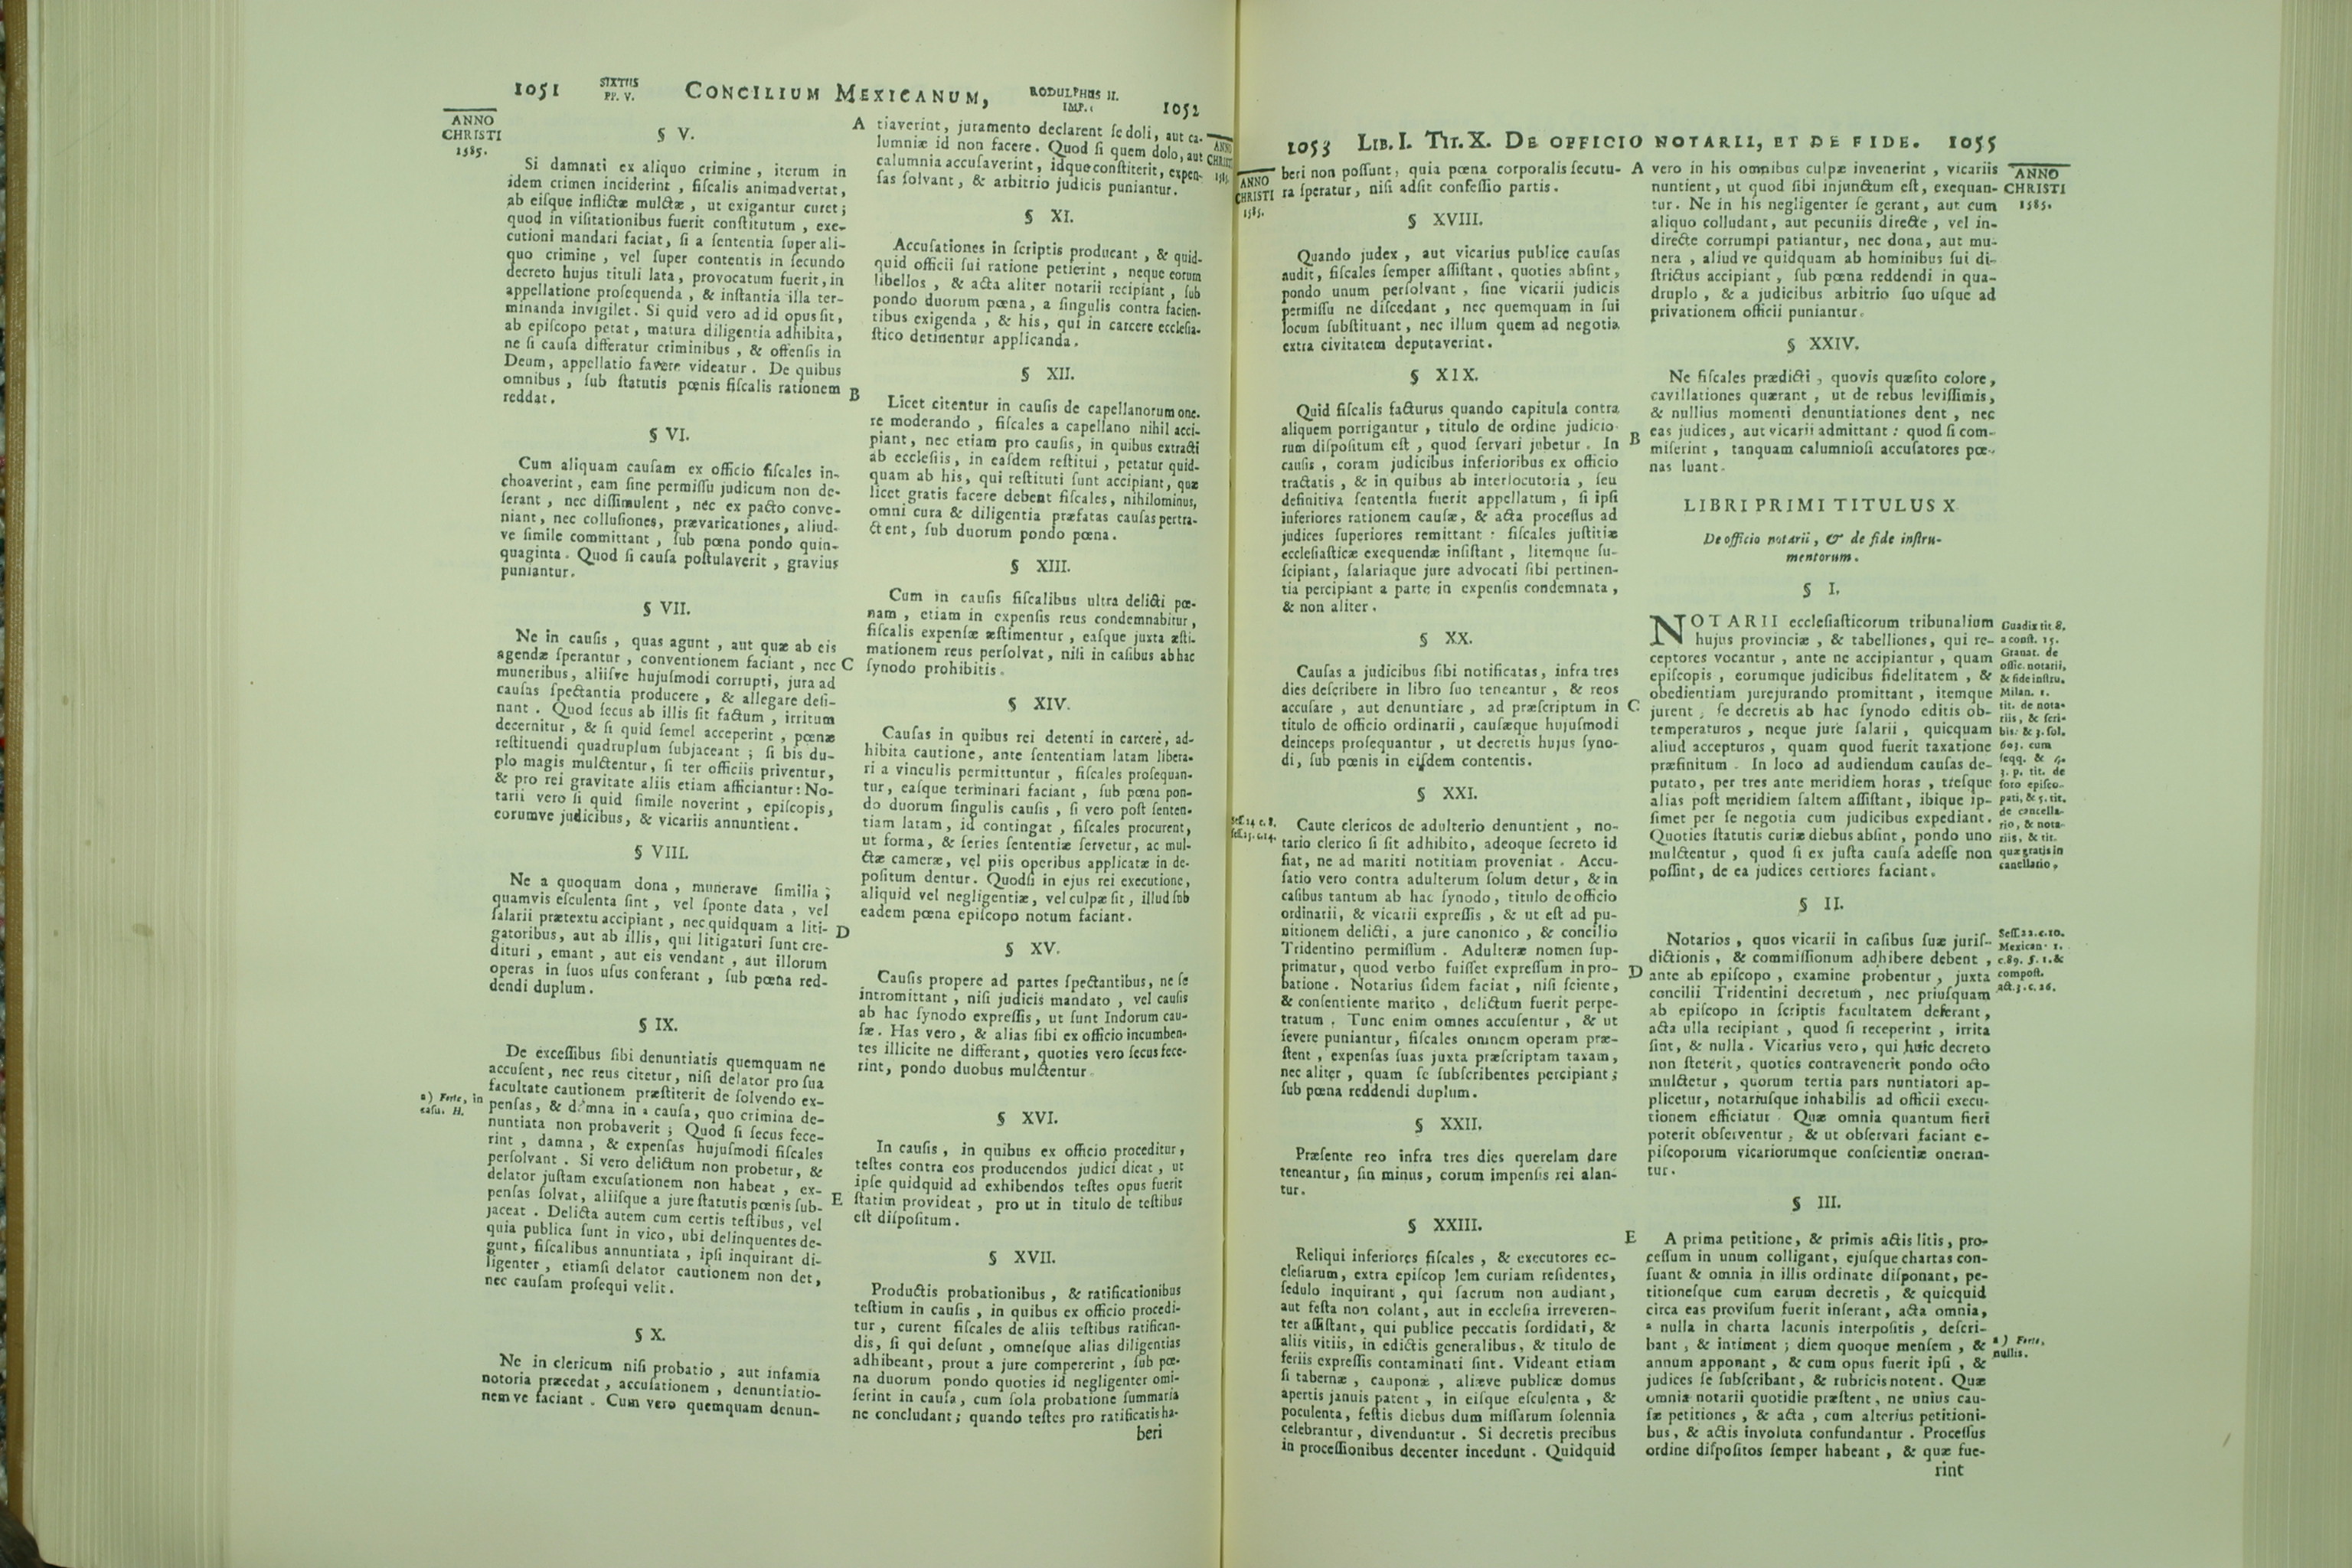 1051
SIXTUS
PP. V.
CONCILIUM MEXICANUM,
RODULPHUS II.
IMP.
1052
ANNO
CHRISTI
1585.
§ V.
Si damnati ex aliquo crimine, iterum in
idem crimen inciderint, fiſcalis animadvertat,
ab eiſque inflictæ mulctæ, ut exigantur curet;
quod in viſitationibus fuerit conſtitutum, exe-
cutioni mandari faciat, ſi a ſententia ſuper ali-
quo crimine, vel ſuper contentis in ſecundo
decreto hujus tituli lata, provocatum fuerit, in
appellatione proſequenda, & inſtantia illa ter-
minanda invigilet. Si quid vero ad id opus ſit,
ab epiſcopo petat, matura diligentia adhibita,
ne ſi cauſa differatur criminibus, & offenſis in
Deum, appellatio favere videatur. De quibus
omnibus, ſub ſtatutis pœnis fiſcalis rationem
reddat.
§ VI.
Cum aliquam cauſam ex officio fiſcales in-
choaverint, eam ſine permiſſu judicum non de-
ferant, nec diſſimulent, nec ex pacto conve-
niant, nec colluſiones, prævaricationes, aliud-
ve ſimile committant, ſub pœna pondo quin-
quaginta. Quod ſi cauſa poſtulaverit, gravius
puniantur.
§ VII.
Ne in cauſis, quas agunt, aut quæ ab eis
agendæ ſperantur, conventionem faciant, nec
muneribus, aliiſve hujuſmodi corrupti, jura ad
cauſas ſpectantia producere, & allegare deſi-
nant. Quod ſecus ab illis ſit factum, irritum
decernitur, & ſi quid ſemel acceperint, pœnæ
reſtituendi quadruplum ſubjaceant; ſi bis du-
plo magis mulctentur, ſi ter officiis priventur,
& pro rei gravitate aliis etiam afficiantur: No-
tarii vero ſi quid ſimile noverint, epiſcopis,
eorumve judicibus, & vicariis annuntient.
§ VIII.
Ne a quoquam dona, munerave ſimilia;
quamvis eſculenta ſint, vel ſponte data, vel
ſalarii prætextu accipiant, nec quidquam a liti-
gatoribus, aut ab illis, qui litigaturi ſunt cre-
dituri, emant, aut eis vendant, aut illorum
operas in ſuos uſus conferant, ſub pœna red-
dendi duplum.
§ IX.
De exceſſibus ſibi denuntiatis quemquam ne
accuſent, nec reus citetur, niſi delator pro ſua
facultate cautionem præſtiterit de ſolvendo ex-
penſas, & damna in a cauſa, quo crimina de-
nuntiata non probaverit; Quod ſi ſecus fece-
rint, damna, & expenſas hujuſmodi fiſcales
perſolvant. Si vero delictum non probetur, &
delator juſtam excuſationem non habeat, ex-
penſas ſolvat, aliiſque a jure ſtatutis pœnis ſub-
jaceat. Delicta autem cum certis teſtibus, vel
quia publica ſunt in vico, ubi delinquentes de-
gunt, fiſcalibus annuntiata, ipſi inquirant di-
ligenter, etiamſi delator cautionem non det,
nec cauſam proſequi velit.
a) Forte, in
caſu. H.
§ X.
Ne in clericum niſi probatio, aut infamia
notoria præcedat, accuſationem, denuntiatio-
nem ve faciant. Cum vero quemquam denun-
A
B
C
D
E
tiaverint, juramento declarent ſe doli, aut ca-
lumniæ id non facere. Quod ſi quem dolo, aut
calumnia accuſaverint, idque conſtiterit, expen-
ſas ſolvant, & arbitrio judicis puniantur.
ANNO
CHRISTI
1585.
§ XI.
Accuſationes in ſcriptis producant, & quid-
quid officii ſui ratione petierint, neque eorum
libellos, & acta aliter notarii recipiant, ſub
pondo duorum pœna, a ſingulis contra facien-
tibus exigenda, & his, qui in carcere eccleſia-
ſtico detinentur applicanda.
§ XII.
Licet citentur in cauſis de capellanorum one-
re moderando, fiſcales a capellano nihil acci-
piant, nec etiam pro cauſis, in quibus extracti
ab eccleſiis, in eaſdem reſtitui, petatur quid-
quam ab his, qui reſtituti ſunt accipiant, quæ
licet gratis facere debent fiſcales, nihilominus,
omni cura & diligentia præfatas cauſas pertra-
ctent, ſub duorum pondo pœna.
§ XIII.
Cum in cauſis fiſcalibus ultra delicti pœ-
nam, etiam in expenſis reus condemnabitur,
fiſcalis expenſæ æſtimentur, eaſque juxta æſti-
mationem reus perſolvat, niſi in caſibus ab hac
ſynodo prohibitis.
§ XIV.
Cauſas in quibus rei detenti in carcere, ad-
hibita cautione, ante ſententiam latam libera-
ri a vinculis permittuntur, fiſcales proſequan-
tur, eaſque terminari faciant, ſub pœna pon-
do duorum ſingulis cauſis, ſi vero poſt ſenten-
tiam latam, id contingat, fiſcales procurent,
ut forma, & ſeries ſententiæ ſervetur, ac mul-
ctæ cameræ, vel piis operibus applicatæ in de-
poſitum dentur. Quodſi in ejus rei executione,
aliquid vel negligentiæ, vel culpæ ſit, illud ſub
eadem pœna epiſcopo notum faciant.
§ XV.
Cauſis propere ad partes ſpectantibus, ne ſe
intromittant, niſi judicis mandato, vel cauſis
ab hac ſynodo expreſſis, ut ſunt Indorum cau-
ſæ. Has vero, & alias ſibi ex officio incumben-
tes illicite ne differant, quoties vero ſecus fece-
rint, pondo duobus mulctentur.
§ XVI.
In cauſis, in quibus ex officio proceditur,
teſtes contra eos producendos judici dicat, ut
ipſe quidquid ad exhibendos teſtes opus fuerit
ſtatim provideat, pro ut in titulo de teſtibus
eſt diſpoſitum.
§ XVII.
Productis probationibus, & ratificationibus
teſtium in cauſis, in quibus ex officio procedi-
tur, curent fiſcales de aliis teſtibus ratifican-
dis, ſi qui deſunt, omneſque alias diligentias
adhibeant, prout a jure compererint, ſub pœ-
na duorum pondo quoties id negligenter omi-
ſerint in cauſa, cum ſola probatione ſummaria
ne concludant; quando teſtes pro ratificatis ha-
beri
1053
LIB. I. TIT. X. DE OFFICIO NOTARII, ET DE FIDE.
1055
ANNO
CHRISTI
1585.
beri non poſſunt, quia pœna corporalis ſecutu-
ra ſperatur, niſi adſit confeſſio partis.
§ XVIII.
Quando judex, aut vicarius publice cauſas
audit, fiſcales ſemper aſſiſtant, quoties abſint,
pondo unum perſolvant, ſine vicarii judicis
permiſſu ne diſcedant, nec quemquam in ſui
locum ſubſtituant, nec illum quem ad negotia
extra civitatem deputaverint.
§ XIX.
Quid fiſcalis facturus quando capitula contra
aliquem porrigantur, titulo de ordine judicio-
rum diſpoſitum eſt, quod ſervari jubetur. In
cauſis, coram judicibus inferioribus ex officio
tractatis, & in quibus ab interlocutoria, ſeu
definitiva ſententia fuerit appellatum, ſi ipſi
inferiores rationem cauſæ, & acta proceſſus ad
judices ſuperiores remittant: fiſcales juſtitiæ
eccleſiaſticæ exequendæ inſiſtant, litemque ſu-
ſcipiant, ſalariaque jure advocati ſibi pertinen-
tia percipiant a parte in expenſis condemnata,
& non aliter.
§ XX.
Cauſas a judicibus ſibi notificatas, infra tres
dies deſcribere in libro ſuo teneantur, & reos
accuſare, aut denuntiare, ad præſcriptum in
titulo de officio ordinarii, cauſæque hujuſmodi
deinceps proſequantur, ut decretis hujus ſyno-
di, ſub pœnis in eiſdem contentis.
§ XXI.
Seſſ. 24. c. 8.
Seſſ. 25. c. 14.
Caute clericos de adulterio denuntient, no-
tario clerico ſi ſit adhibito, adeoque ſecreto id
fiat, ne ad mariti notitiam proveniat. Accu-
ſatio vero contra adulterum ſolum detur, & in
caſibus tantum ab hac ſynodo, titulo de officio
ordinarii, & vicarii expreſſis, & ut eſt ad pu-
nitionem delicti, a jure canonico, & concilio
Tridentino permiſſum. Adulteræ nomen ſup-
primatur, quod verbo fuiſſet expreſſum in pro-
batione. Notarius fidem faciat, niſi ſciente,
& conſentiente marito, delictum fuerit perpe-
tratum. Tunc enim omnes accuſentur, & ut
ſevere puniantur, fiſcales omnem operam præ-
ſtent, expenſas ſuas juxta præſcriptam taxam,
nec aliter, quam ſe ſubſcribentes percipiant;
ſub pœna reddendi duplum.
§ XXII.
Præſente reo infra tres dies querelam dare
teneantur, ſin minus, eorum impenſis rei alan-
tur.
§ XXIII.
Reliqui inferiores fiſcales, & executores ec-
cleſiarum, extra epiſcopalem curiam reſidentes,
ſedulo inquirant, qui ſacrum non audiant,
aut feſta non colant, aut in eccleſia irreveren-
ter aſſiſtant, qui publice peccatis ſordidati, &
aliis vitiis, in edictis generalibus, & titulo de
feriis expreſſis contaminati ſint. Videant etiam
ſi tabernæ, cauponæ, aliæve publicæ domus
apertis januis patent, in eiſque eſculenta, &
poculenta, feſtis diebus dum miſſarum ſolennia
celebrantur, divenduntur. Si decretis precibus
in proceſſionibus decenter incedunt. Quidquid
A
B
C
D
E
vero in his omnibus culpæ invenerint, vicariis
nuntient, ut quod ſibi injunctum eſt, exequan-
tur. Ne in his negligenter ſe gerant, aut cum
aliquo colludant, aut pecuniis directe, vel in-
directe corrumpi patiantur, nec dona, aut mu-
nera, aliud ve quidquam ab hominibus ſui di-
ſtrictus accipiant, ſub pœna reddendi in qua-
druplo, & a judicibus arbitrio ſuo uſque ad
privationem officii puniantur.
ANNO
CHRISTI
1585.
§ XXIV.
Ne fiſcales prædicti, quovis quæſito colore,
cavillationes quærant, ut de rebus leviſſimis,
& nullius momenti denuntiationes dent, nec
eas judices, aut vicarii admittant: quod ſi com-
miſerint, tanquam calumnioſi accuſatores pœ-
nas luant.
LIBRI PRIMI TITULUS X
De officio notarii, & de fide inſtru-
mentorum.
§ I.
NOTARII eccleſiaſticorum tribunalium
hujus provinciæ, & tabelliones, qui re-
ceptores vocantur, ante ne accipiantur, quam
epiſcopis, eorumque judicibus fidelitatem, &
obedientiam jurejurando promittant, itemque
jurent, ſe decretis ab hac ſynodo editis ob-
temperaturos, neque jure ſalarii, quicquam
aliud accepturos, quam quod fuerit taxatione
præfinitum. In loco ad audiendum cauſas de-
putato, per tres ante meridiem horas, treſque
alias poſt meridiem ſaltem aſſiſtant, ibique ip-
ſimet per ſe negotia cum judicibus expediant.
Quoties ſtatutis curiæ diebus abſint, pondo uno
mulctentur, quod ſi ex juſta cauſa adeſſe non
poſſint, de ea judices certiores faciant.
Guadix tit 8.
a conſt. 15.
Granat. de
offic. notarii,
& fide inſtru.
Milan. 1.
tit. de nota-
riis, & ſcri-
bis. & 3. fol.
603. cum
ſeqq. & 4.
3. p. tit. de
foro epiſco-
pati, & 5. tit.
de cancella-
rio, & nota-
riis, & tit.
quæ gratis in
cancellario.
§ II.
Notarios, quos vicarii in caſibus ſuæ juriſ-
dictionis, & commiſſionum adhibere debent,
ante ab epiſcopo, examine probentur, juxta
concilii Tridentini decretum, nec priuſquam
ab epiſcopo in ſcriptis facultatem deferant,
acta ulla recipiant, quod ſi receperint, irrita
ſint, & nulla. Vicarius vero, qui huic decreto
non ſteterit, quoties contravenerit pondo octo
mulctetur, quorum tertia pars nuntiatori ap-
plicetur, notariuſque inhabilis ad officii execu-
tionem efficiatur. Quæ omnia quantum fieri
poterit obſerventur, & ut obſervari faciant e-
piſcoporum vicariorumque conſcientiæ oneran-
tur.
Seſſ. 22. c. 10.
Mexican. 1.
c. 89. §. 1. &
compoſt.
act. 3. c. 26.
§ III.
A prima petitione, & primis actis litis, pro-
ceſſum in unum colligant, ejuſque chartas con-
ſuant & omnia in illis ordinate diſponant, pe-
titioneſque cum earum decretis, & quicquid
circa eas proviſum fuerit inſerant, acta omnia,
a nulla in charta lacunis interpoſitis, deſcri-
bant, & intiment; diem quoque menſem, &
annum apponant, & cum opus fuerit ipſi, &
judices ſe ſubſcribant, & rubricis notent. Quæ
omnia notarii quotidie præſtent, ne unius cau-
ſæ petitiones, & acta, cum alterius petitioni-
bus, & actis involuta confundantur. Proceſſus
ordine diſpoſitos ſemper habeant, & quæ fue-
a) Forte,
nullis.
rint